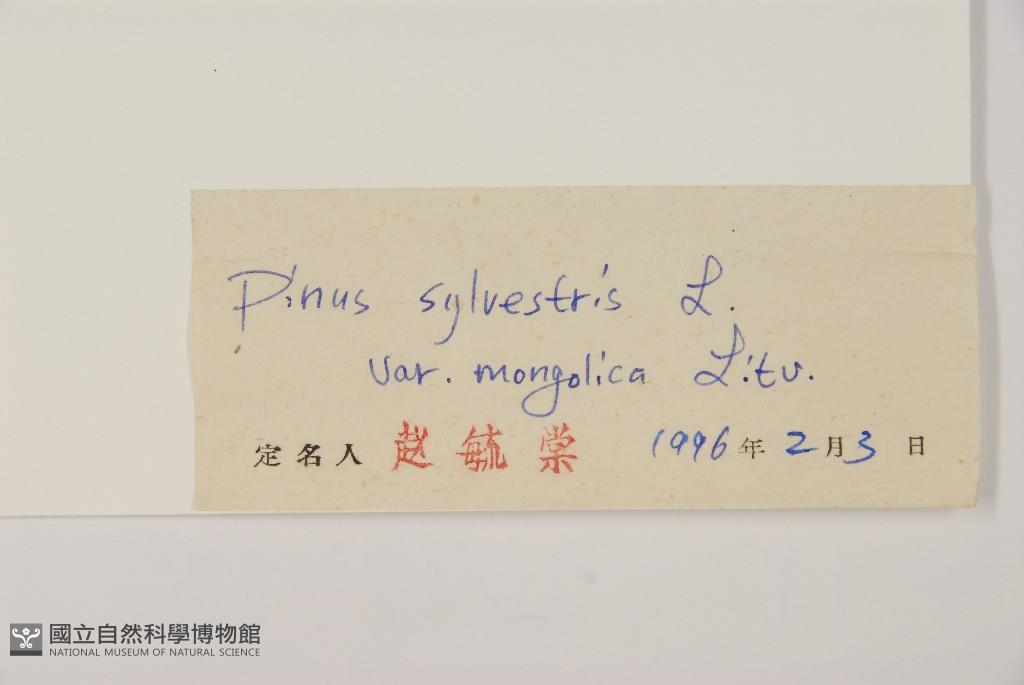 Pinus sylvestris L.
var. mongolica Litv.
定名人 赵毓棠 1996年2月3日
國立自然科學博物館
NATIONAL MUSEUM OF NATURAL SCIENCE